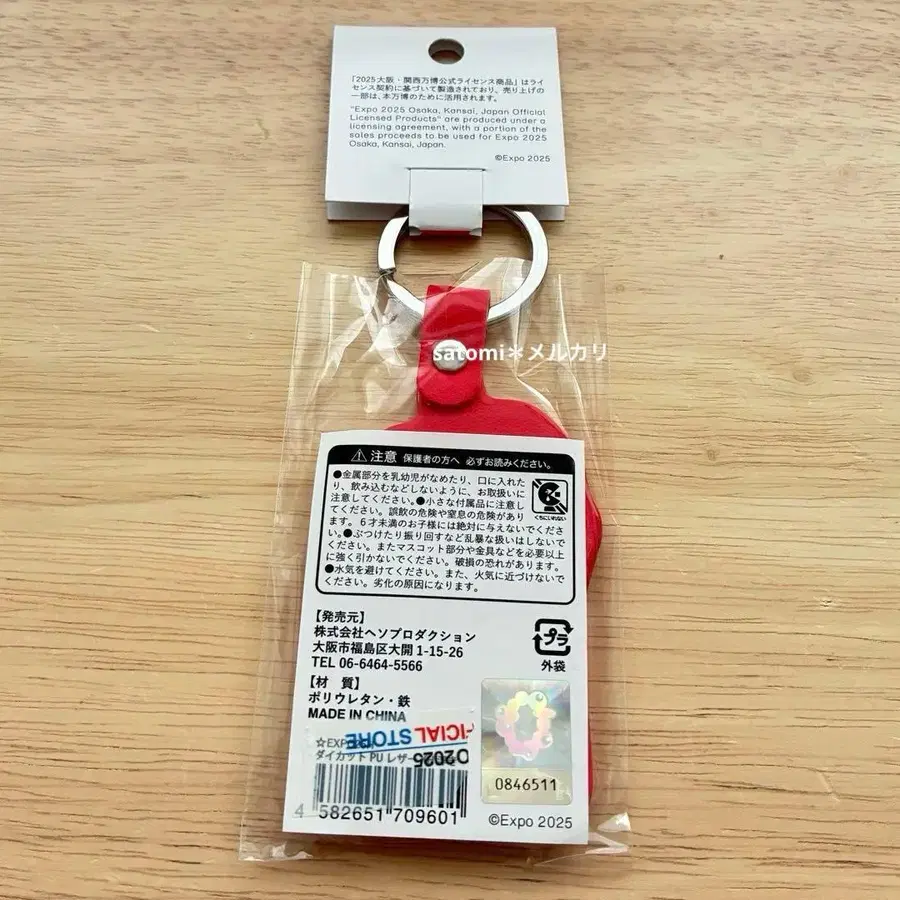 「2025大阪・関西万博公式ライセンス商品」はライ
センス契約に基づいて製造されており、売り上げの
一部は、本万博のために活用されます。
"Expo 2025 Osaka, Kansai, Japan Official
Licensed Products" are produced under a
licensing agreement, with a portion of the
sales proceeds to be used for Expo 2025
Osaka, Kansai, Japan.
©Expo 2025
satomi＊メルカリ
注意 保護者の方へ 必ずお読みください。
●金属部分を乳幼児がなめたり、口に入れた
り、飲み込むなどしないように、お取扱いに
注意してください。●小さな付属品に注意し
てください。誤飲の危険や窒息の危険があり
ます。6才未満のお子様には絶対に与えないでくださ
い。●ぶつけたり振り回すなど乱暴な扱いはしないで
ください。またマスコット部分や金具などを必要以上
に強く引かないでください。破損の恐れがあります。
●水気を避けてください。また、火気に近づけないで
ください。劣化の原因になります。
くちにいれない
【発売元】
株式会社ヘソプロダクション
大阪市福島区大開 1-15-26
TEL 06-6464-5566
プラ
外袋
【材 質】
ポリウレタン・鉄
MADE IN CHINA
FICIAL STORE
O2025
☆EXPO
ダイカット PU レザー
4 582651 709601
0846511
©Expo 2025